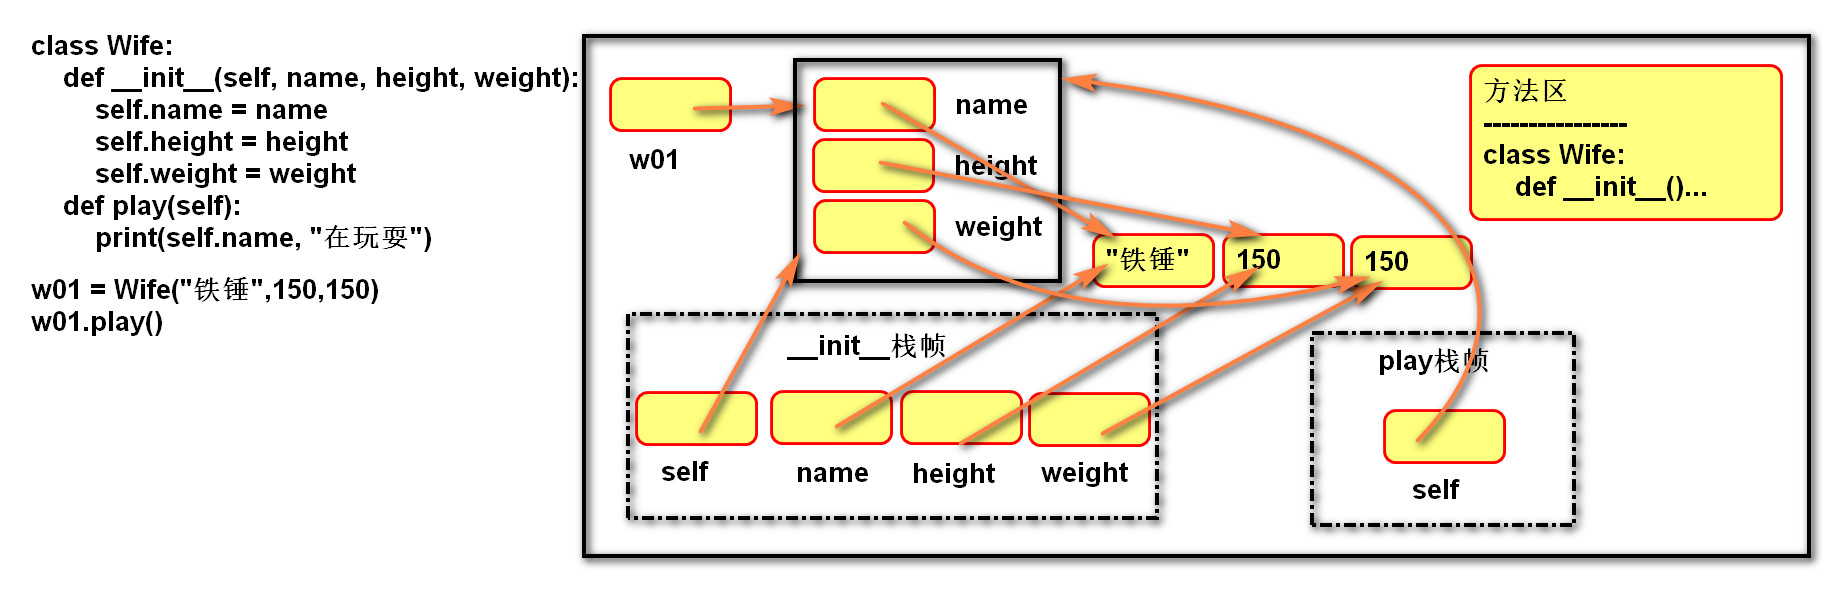 class Wife:
    def __init__(self, name, height, weight):
        self.name = name
        self.height = height
        self.weight = weight
    def play(self):
        print(self.name, "在玩耍")
w01 = Wife("铁锤",150,150)
w01.play()
w01
name
height
weight
"铁锤"
150
150
方法区
----------------
class Wife:
    def __init__()...
__init__栈帧
self
name
height
weight
play栈帧
self